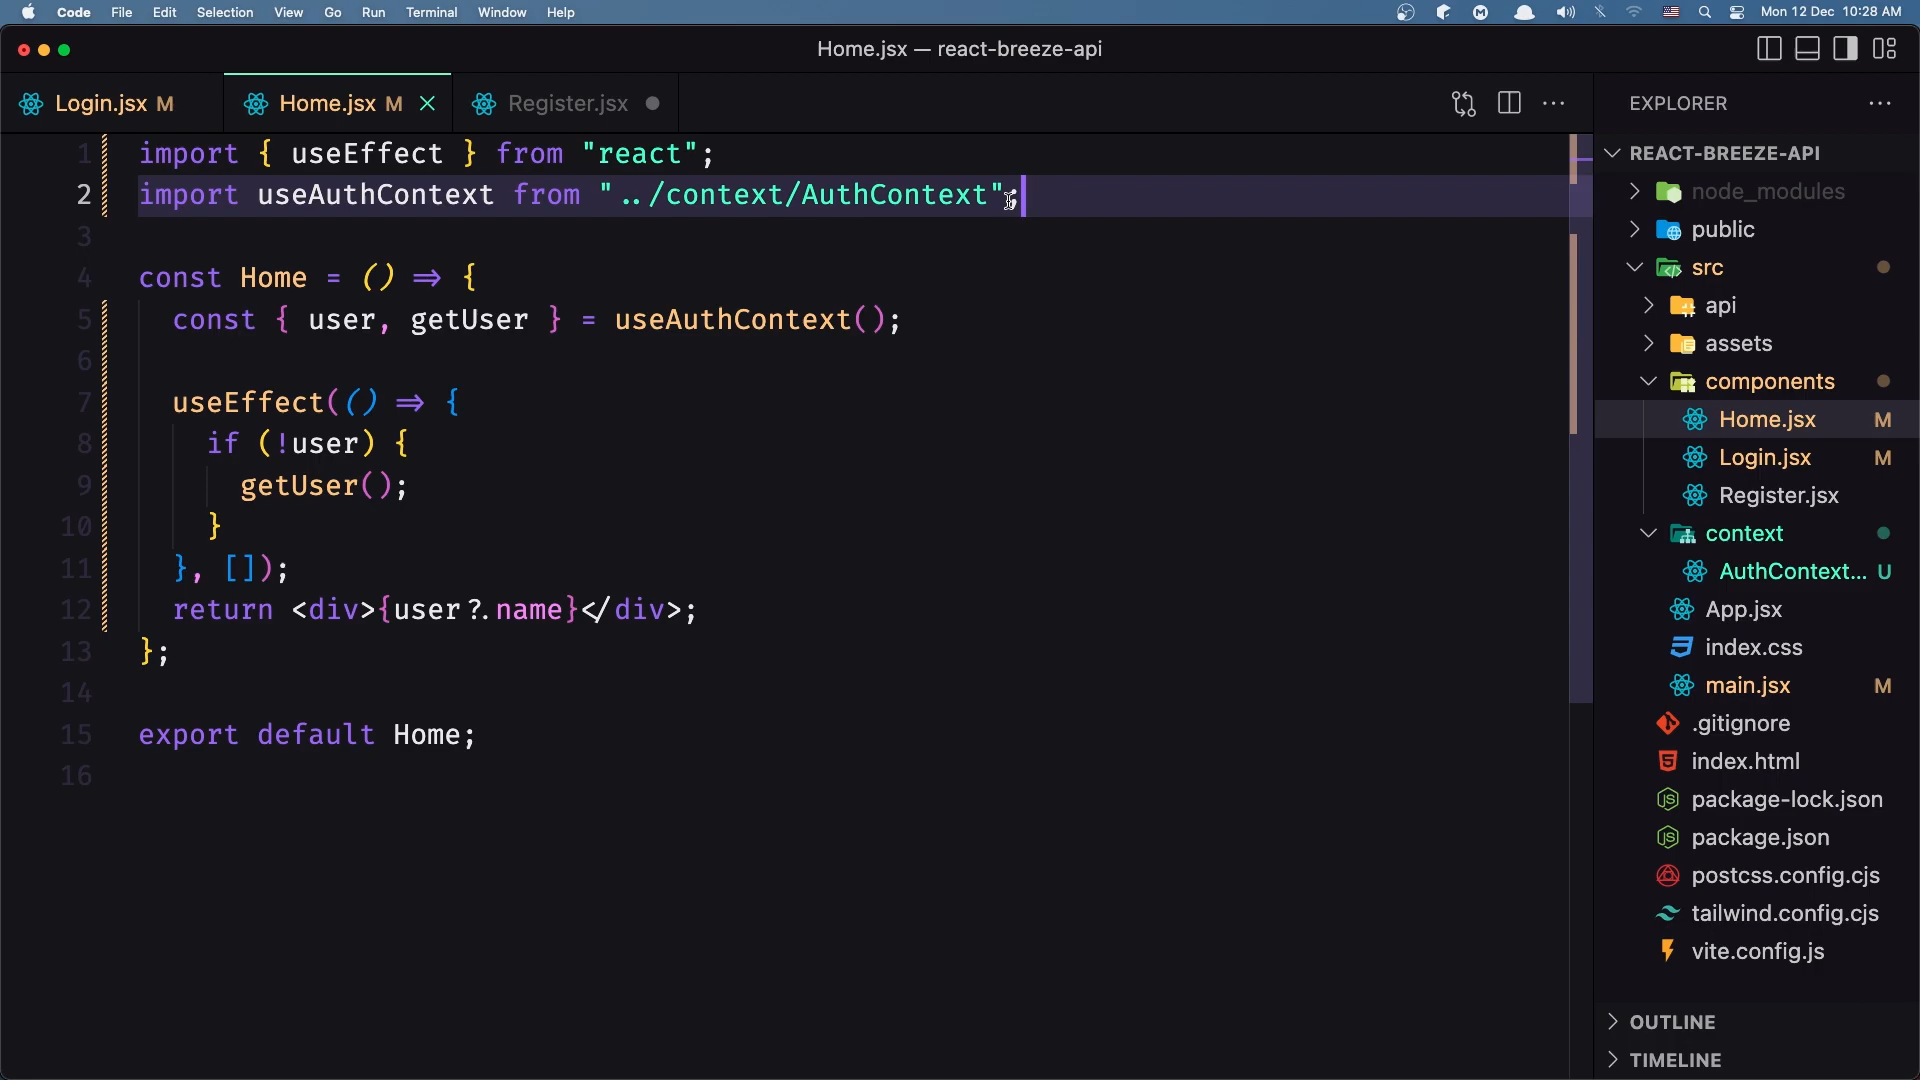 Code File Edit Selection View Go Run Terminal Window Help Mon 12 Dec 10:28 AM
Home.jsx — react-breeze-api
Login.jsx M Home.jsx M Register.jsx
1 import { useEffect } from "react";
2 import useAuthContext from "../context/AuthContext";
3
4 const Home = () => {
5 const { user, getUser } = useAuthContext();
6
7 useEffect(() => {
8 if (!user) {
9 getUser();
10 }
11 }, []);
12 return <div>{user?.name}</div>;
13 };
14
15 export default Home;
16
EXPLORER
REACT-BREEZE-API
node_modules
public
src
api
assets
components
Home.jsx M
Login.jsx M
Register.jsx
context
AuthContext... U
App.jsx
index.css
main.jsx M
.gitignore
index.html
package-lock.json
package.json
postcss.config.cjs
tailwind.config.cjs
vite.config.js
OUTLINE
TIMELINE